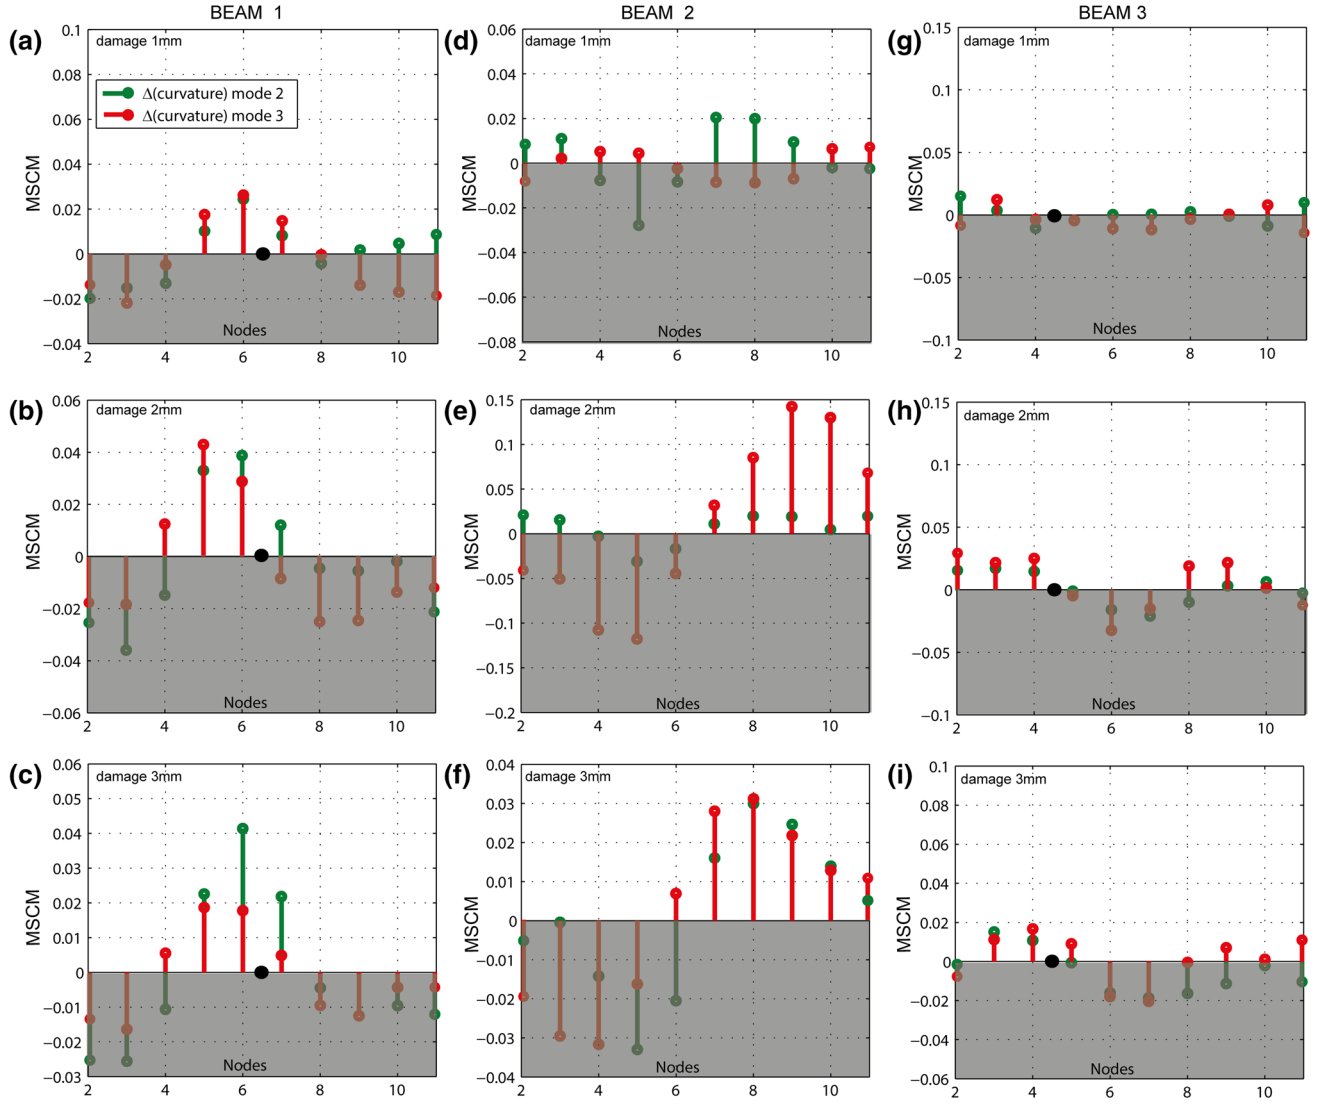 BEAM 1
BEAM 2
BEAM 3
(a)
damage 1mm
Δ(curvature) mode 2
Δ(curvature) mode 3
MSCM
0.1
0.08
0.06
0.04
0.02
0
−0.02
−0.04
Nodes
2 4 6 8 10
(d)
damage 1mm
MSCM
0.06
0.04
0.02
0
−0.02
−0.04
−0.06
−0.08
Nodes
2 4 6 8 10
(g)
damage 1mm
MSCM
0.15
0.1
0.05
0
−0.05
−0.1
Nodes
2 4 6 8 10
(b)
damage 2mm
MSCM
0.06
0.04
0.02
0
−0.02
−0.04
−0.06
Nodes
2 4 6 8 10
(e)
damage 2mm
MSCM
0.15
0.1
0.05
0
−0.05
−0.1
−0.15
−0.2
Nodes
2 4 6 8 10
(h)
damage 2mm
MSCM
0.15
0.1
0.05
0
−0.05
−0.1
Nodes
2 4 6 8 10
(c)
damage 3mm
MSCM
0.06
0.05
0.04
0.03
0.02
0.01
0
−0.01
−0.02
−0.03
Nodes
2 4 6 8 10
(f)
damage 3mm
MSCM
0.04
0.03
0.02
0.01
0
−0.01
−0.02
−0.03
−0.04
Nodes
2 4 6 8 10
(i)
damage 3mm
MSCM
0.1
0.08
0.06
0.04
0.02
0
−0.02
−0.04
−0.06
Nodes
2 4 6 8 10